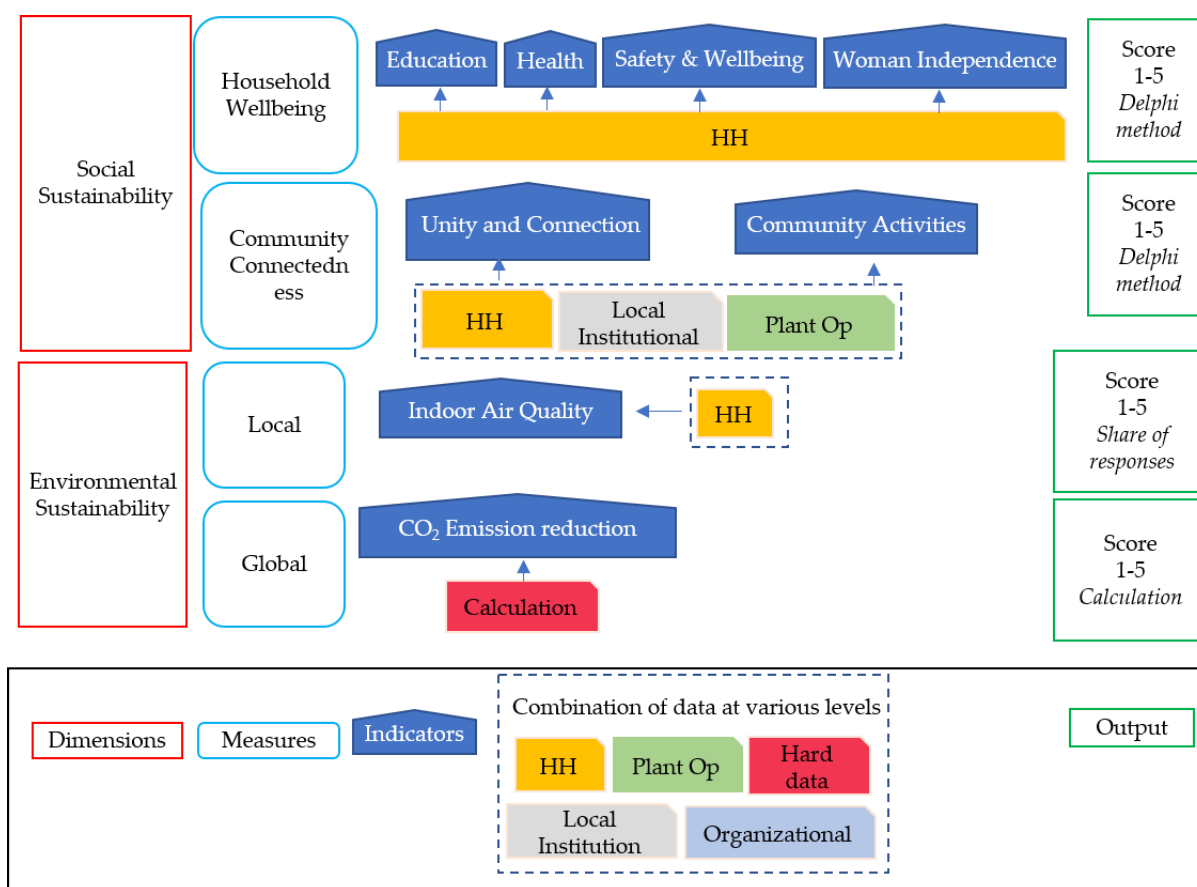 Social
Sustainability
Household
Wellbeing
Education
Health
Safety & Wellbeing
Woman Independence
HH
Score
1-5
Delphi
method
Community
Connectedn
ess
Unity and Connection
Community Activities
HH
Local
Institutional
Plant Op
Score
1-5
Delphi
method
Environmental
Sustainability
Local
Indoor Air Quality
HH
Score
1-5
Share of
responses
Global
CO₂ Emission reduction
Calculation
Score
1-5
Calculation
Dimensions
Measures
Indicators
Combination of data at various levels
HH
Plant Op
Hard
data
Local
Institution
Organizational
Output